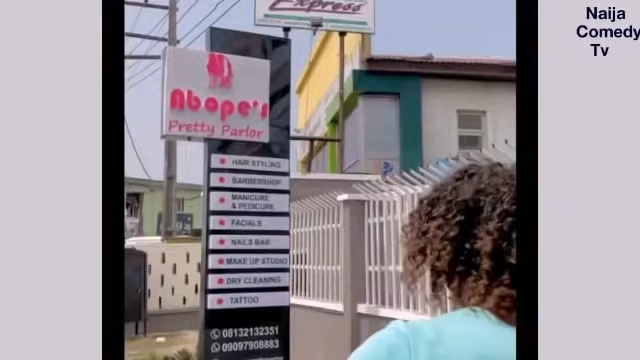 Express
Naija
Comedy
Tv
Abope's
Pretty Parlor
HAIR STYLING
BARBERSHOP
MANICURE
& PEDICURE
FACIALS
NAILS BAR
MAKE UP STUDIO
DRY CLEANING
TATTOO
08132132351
09097908883